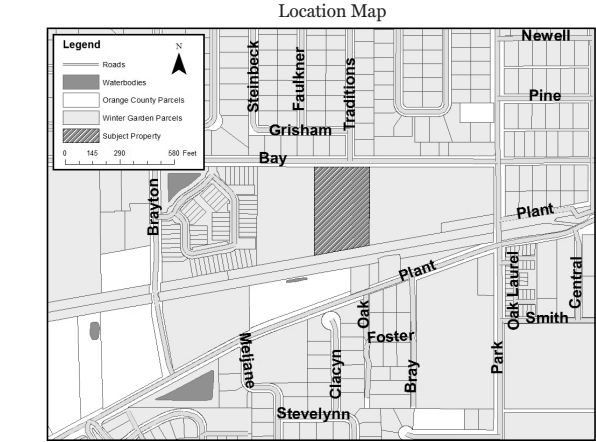 Location Map
Legend
N
Roads
Waterbodies
Orange County Parcels
Winter Garden Parcels
Subject Property
0 145 290 580 Feet
Newell
Steinbeck
Faulkner
Traditions
Pine
Grisham
Bay
Brayton
Plant
Plant
Oak Laurel
Central
Oak
Smith
Foster
Meljane
Clacyn
Bray
Park
Stevelynn